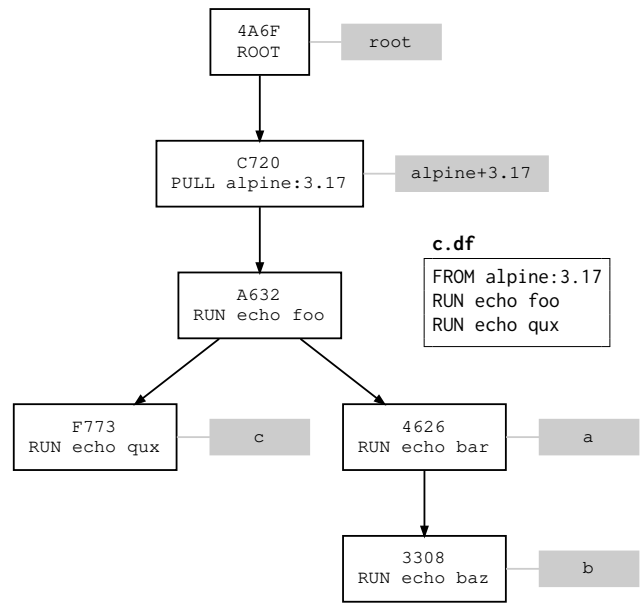 4A6F
ROOT
root
C720
PULL alpine:3.17
alpine+3.17
c.df
FROM alpine:3.17
RUN echo foo
RUN echo qux
A632
RUN echo foo
F773
RUN echo qux
c
4626
RUN echo bar
a
3308
RUN echo baz
b